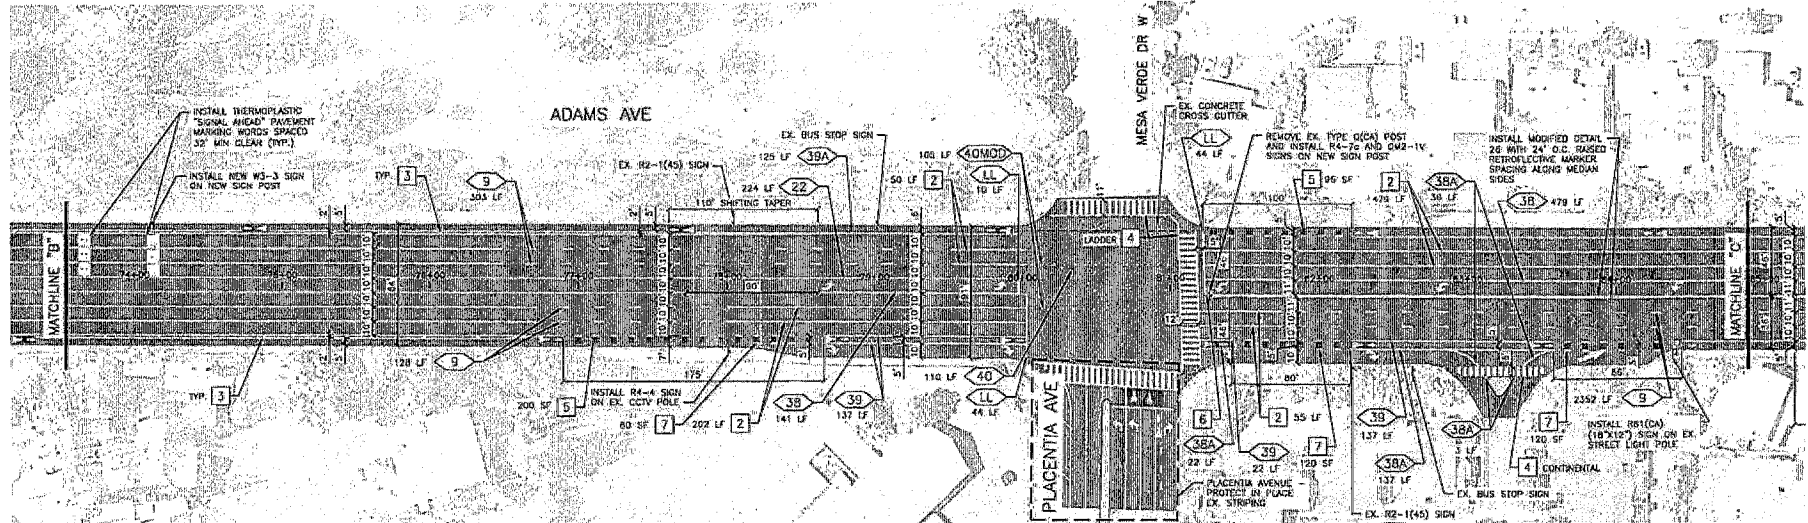 ADAMS AVE
MESA VERDE DR W
PLACENTIA AVE
MATCHLINE "B"
MATCHLINE "C"
INSTALL THERMOPLASTIC
"SIGNAL AHEAD" PAVEMENT
MARKING WORDS SPACED
32' MIN CLEAR (TYP.)
INSTALL NEW W3-3 SIGN
ON NEW SIGN POST
TYP. 3
9
303 LF
EX. R2-1(45) SIGN
110' SHIFTING TAPER
224 LF 22
125 LF 39A
EX. BUS STOP SIGN
50 LF 2
105 LF 40MOD
LL
10 LF
EX. CONCRETE
CROSS GUTTER
LL
44 LF
REMOVE EX. TYPE Q(CA) POST
AND INSTALL R4-7c AND OM2-1V
SIGNS ON NEW SIGN POST
5 95 SF
100'
2
479 LF
38A
36 LF
INSTALL MODIFIED DETAIL
26 WITH 24' O.C. RAISED
RETROFLECTIVE MARKER
SPACING ALONG MEDIAN
SIDES
38 479 LF
LADDER 4
90'
12'
TYP. 3
128 LF 9
175'
200 SF 5
INSTALL R4-4 SIGN
ON EX. CCTV POLE
60 SF 7
202 LF 2
38
141 LF
39
137 LF
110 LF 40
LL
44 LF
6
38A
22 LF
39
22 LF
2 55 LF
7
120 SF
PLACENTIA AVENUE -
PROTECT IN PLACE
EX. STRIPING
39
137 LF
38A
137 LF
38A
4 CONTINENTAL
EX. BUS STOP SIGN
EX. R2-1(45) SIGN
7
120 SF
2352 LF 9
INSTALL R81(CA)
(18"X12") SIGN ON EX.
STREET LIGHT POLE